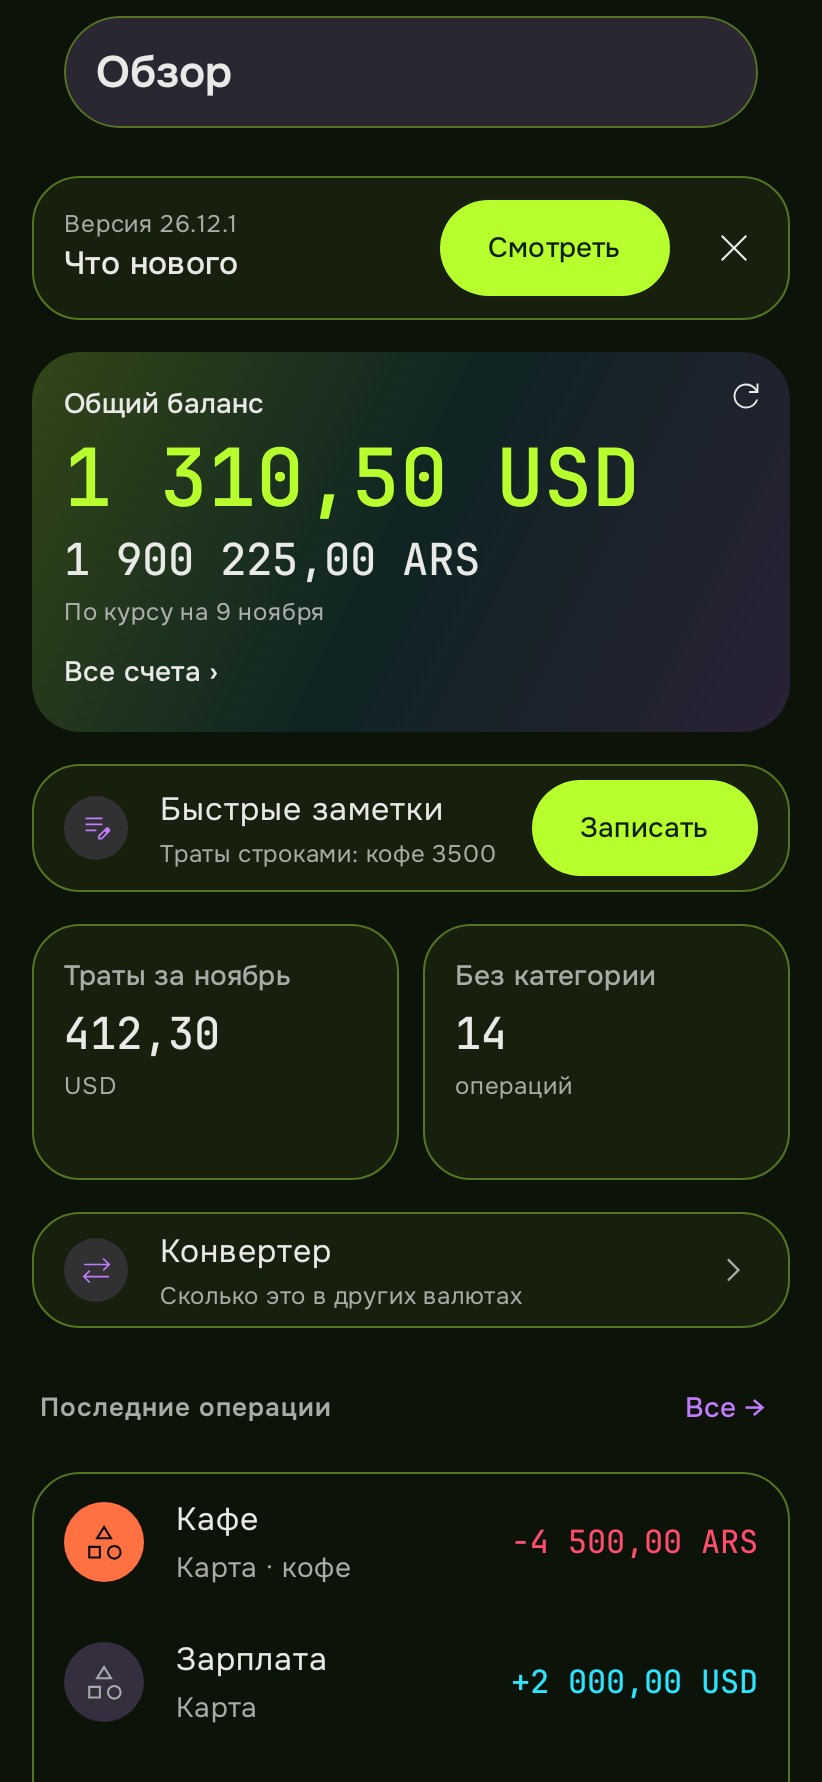 Обзор
Версия 26.12.1
Что нового
Смотреть
Общий баланс
1 310,50 USD
1 900 225,00 ARS
По курсу на 9 ноября
Все счета ›
Быстрые заметки
Траты строками: кофе 3500
Записать
Траты за ноябрь
412,30
USD
Без категории
14
операций
Конвертер
Сколько это в других валютах
Последние операции
Все →
Кафе
Карта · кофе
-4 500,00 ARS
Зарплата
Карта
+2 000,00 USD